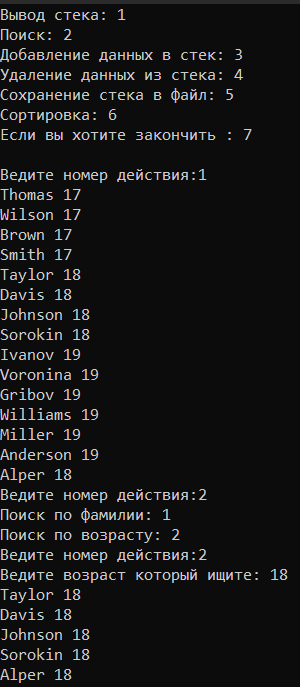 Вывод стека: 1
Поиск: 2
Добавление данных в стек: 3
Удаление данных из стека: 4
Сохранение стека в файл: 5
Сортировка: 6
Если вы хотите закончить : 7
Ведите номер действия:1
Thomas 17
Wilson 17
Brown 17
Smith 17
Taylor 18
Davis 18
Johnson 18
Sorokin 18
Ivanov 19
Voronina 19
Gribov 19
Williams 19
Miller 19
Anderson 19
Alper 18
Ведите номер действия:2
Поиск по фамилии: 1
Поиск по возрасту: 2
Ведите номер действия:2
Ведите возраст который ищите: 18
Taylor 18
Davis 18
Johnson 18
Sorokin 18
Alper 18